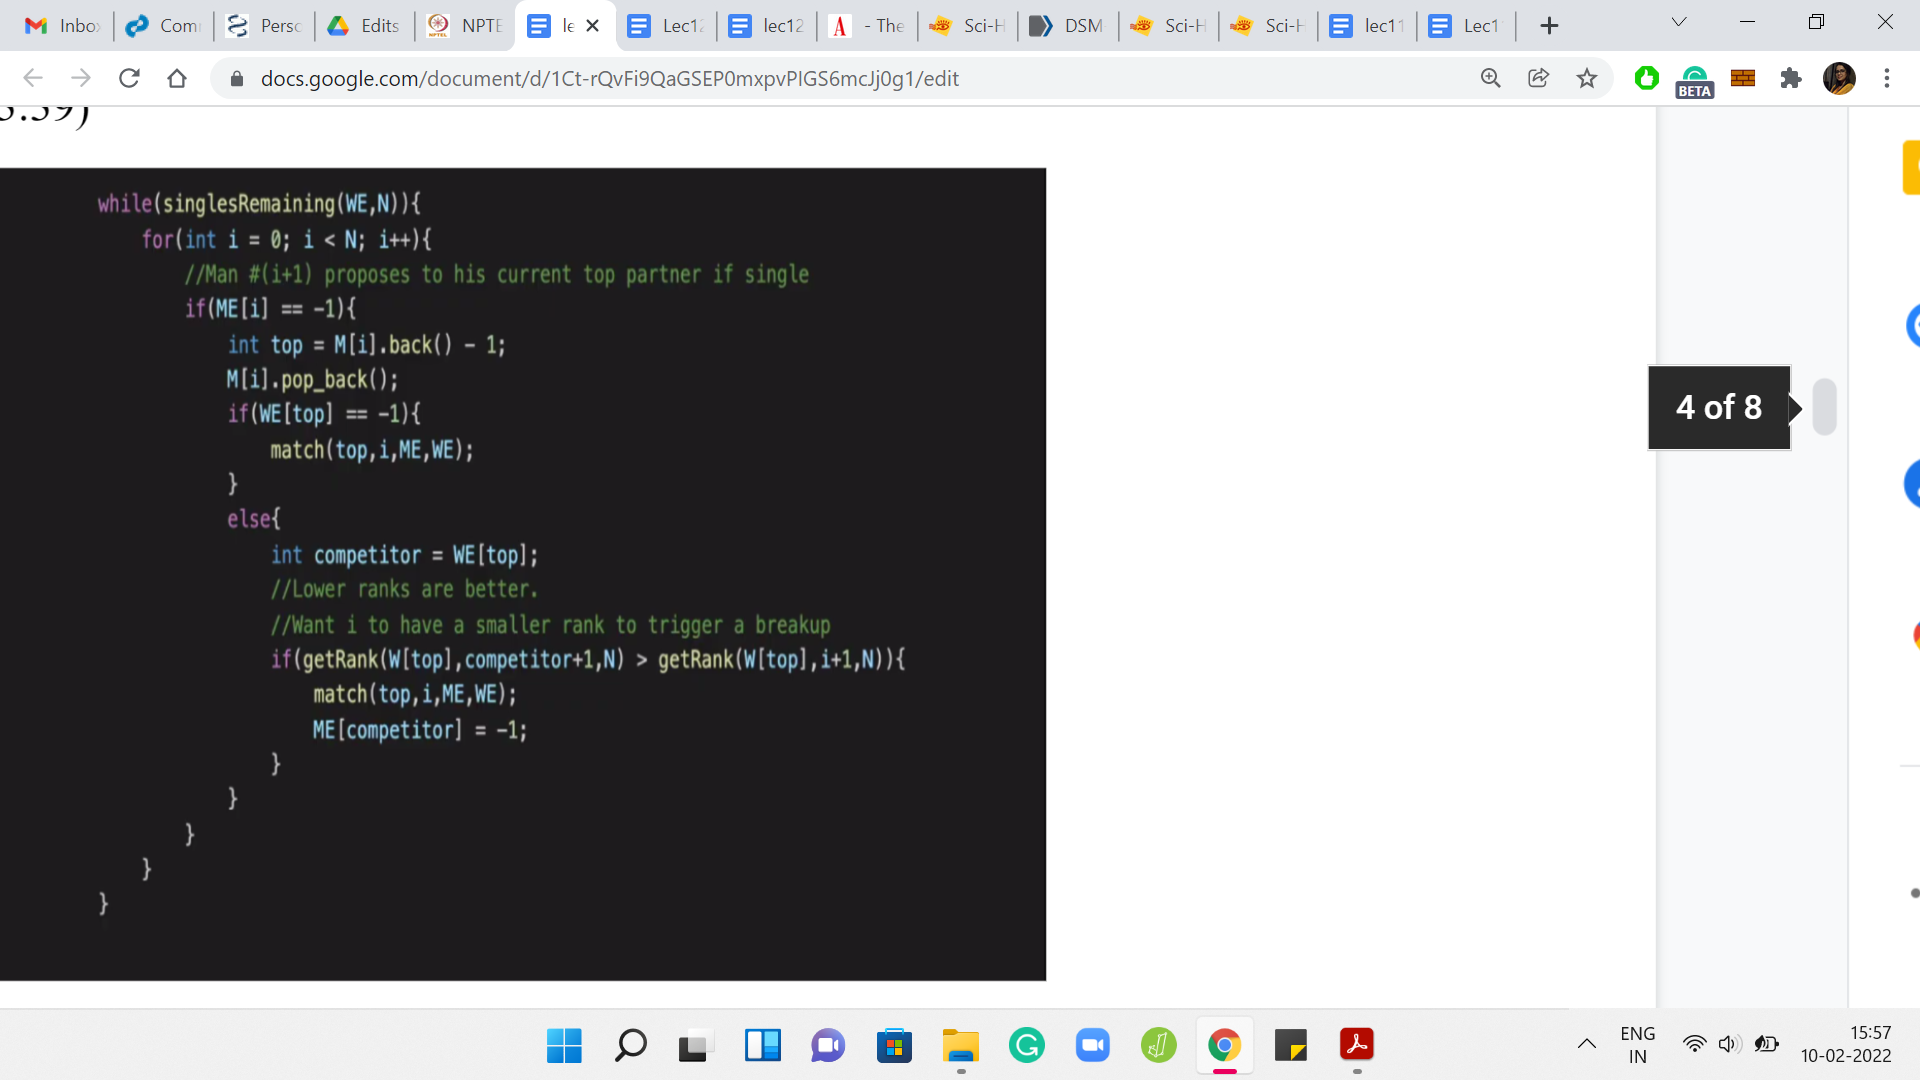 Inbo
Com
Perso
Edits
NPTE
le
Lec12
lec12
- The
Sci-H
DSM
Sci-H
Sci-H
lec11
Lec1
docs.google.com/document/d/1Ct-rQvFi9QaGSEP0mxpvPIGS6mcJj0g1/edit
BETA
while(singlesRemaining(WE,N)){
for(int i = 0; i < N; i++){
//Man #(i+1) proposes to his current top partner if single
if(ME[i] == -1){
int top = M[i].back() - 1;
M[i].pop_back();
if(WE[top] == -1){
match(top,i,ME,WE);
}
else{
int competitor = WE[top];
//Lower ranks are better.
//Want i to have a smaller rank to trigger a breakup
if(getRank(W[top],competitor+1,N) > getRank(W[top],i+1,N)){
match(top,i,ME,WE);
ME[competitor] = -1;
}
}
}
}
}
4 of 8
ENG
IN
15:57
10-02-2022